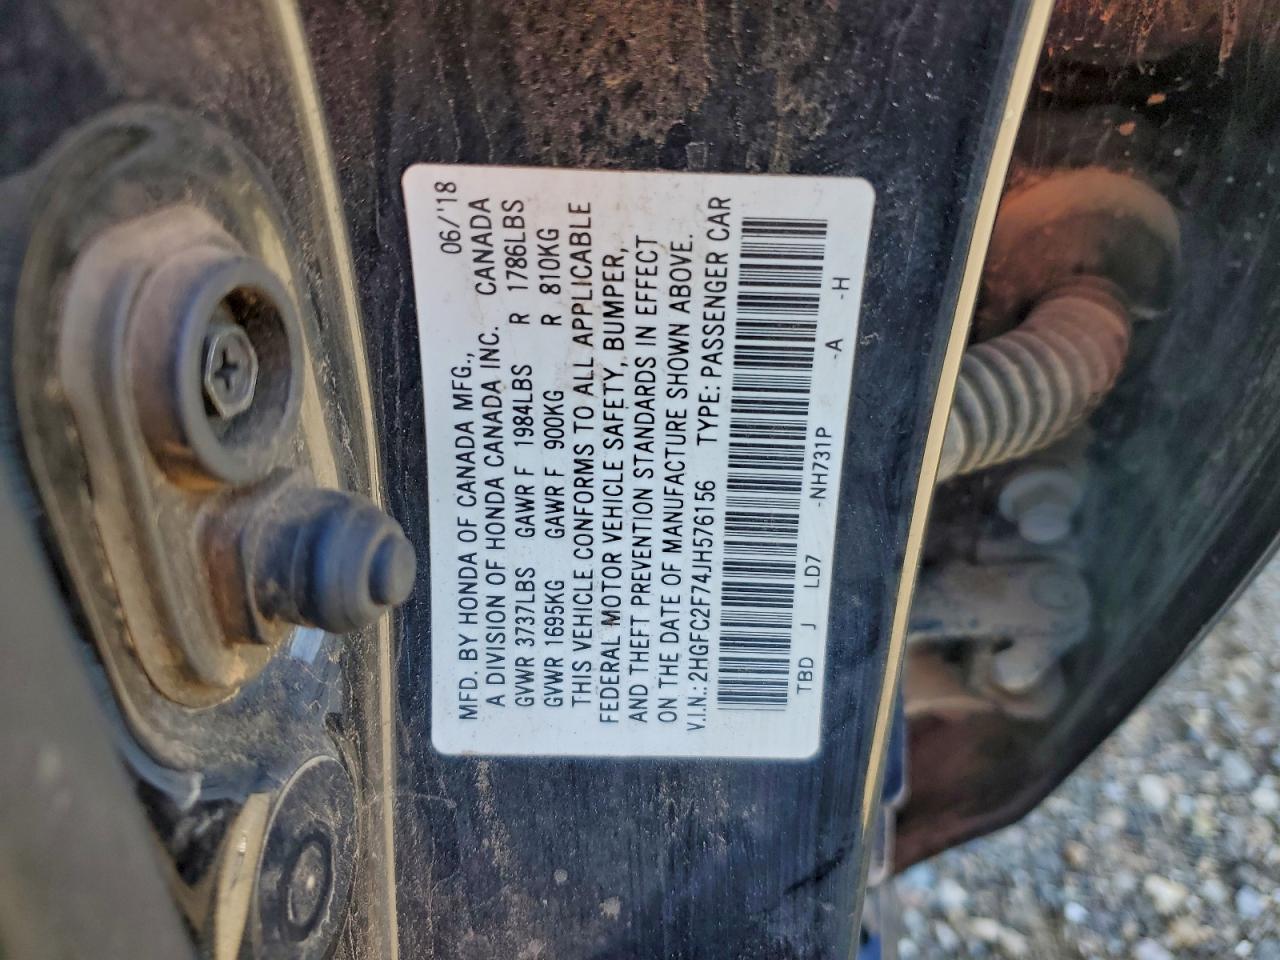 MFD. BY HONDA OF CANADA MFG., 06/'18
A DIVISION OF HONDA CANADA INC. CANADA
GVWR 3737LBS GAWR F 1984LBS R 1786LBS
GVWR 1695KG GAWR F 900KG R 810KG
THIS VEHICLE CONFORMS TO ALL APPLICABLE
FEDERAL MOTOR VEHICLE SAFETY, BUMPER,
AND THEFT PREVENTION STANDARDS IN EFFECT
ON THE DATE OF MANUFACTURE SHOWN ABOVE.
V.I.N.: 2HGFC2F74JH576156 TYPE: PASSENGER CAR
TBD J LD7 -NH731P -A -H